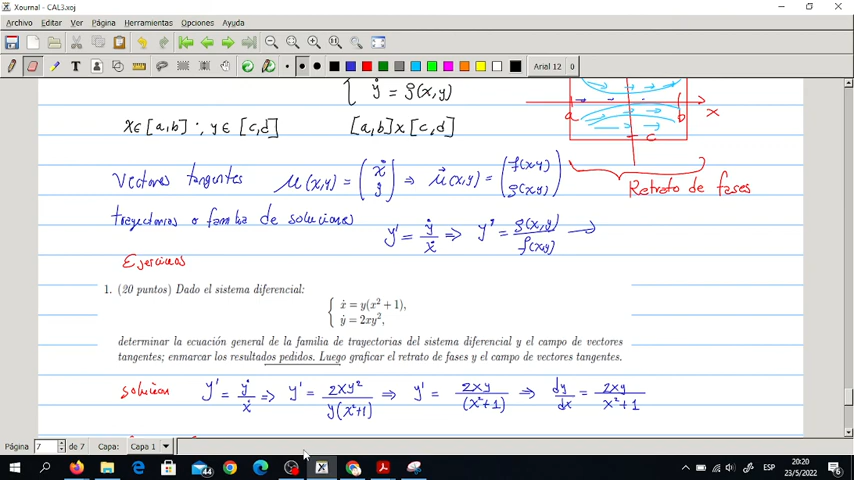 Xournal - CAL3.xoj
Archivo Editar Ver Página Herramientas Opciones Ayuda
Arial 12 0
ẏ = g(x,y)
x∈[a,b] ; y∈[c,d] [a,b]x[c,d]
a b x
c
Vectores tangentes μ(x,y) = (ẋ ẏ) ⇒ μ⃗(x,y) = (f(x,y) g(x,y))
Retrato de fases
trayectorias o familia de soluciones
y' = ẏ/ẋ ⇒ y' = g(x,y)/f(x,y) →
Ejercicios
1. (20 puntos) Dado el sistema diferencial:
ẋ = y(x² + 1),
ẏ = 2xy²,
determinar la ecuación general de la familia de trayectorias del sistema diferencial y el campo de vectores
tangentes; enmarcar los resultados pedidos. Luego graficar el retrato de fases y el campo de vectores tangentes.
solucion y' = ẏ/ẋ ⇒ y' = 2xy²/y(x²+1) ⇒ y' = 2xy/(x²+1) ⇒ dy/dx = 2xy/x²+1
Página 7 de 7 Capa: Capa 1
44 ESP 20:20
23/5/2022